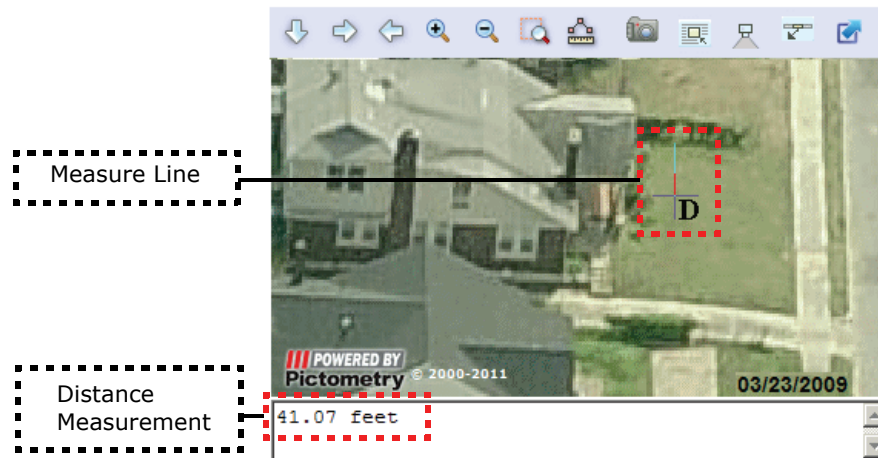 Measure Line
D
POWERED BY
Pictometry © 2000-2011
03/23/2009
Distance
Measurement
41.07 feet